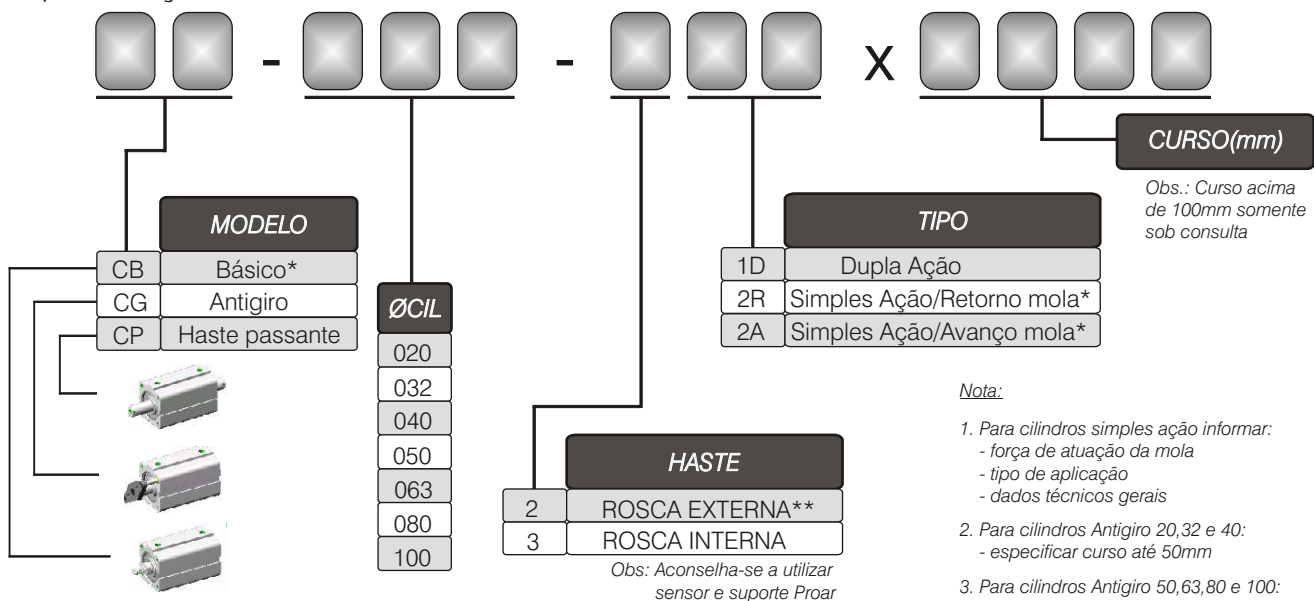 - - X
CURSO(mm)
Obs.: Curso acima
de 100mm somente
sob consulta
MODELO
CB Básico*
CG Antigiro
CP Haste passante
ØCIL
020
032
040
050
063
080
100
TIPO
1D Dupla Ação
2R Simples Ação/Retorno mola*
2A Simples Ação/Avanço mola*
HASTE
2 ROSCA EXTERNA**
3 ROSCA INTERNA
Obs: Aconselha-se a utilizar
sensor e suporte Proar
Nota:
1. Para cilindros simples ação informar:
- força de atuação da mola
- tipo de aplicação
- dados técnicos gerais
2. Para cilindros Antigiro 20,32 e 40:
- especificar curso até 50mm
3. Para cilindros Antigiro 50,63,80 e 100: